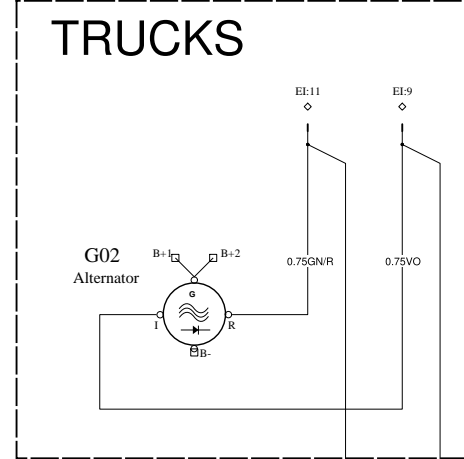 TRUCKS
EI:11 EI:9
G02
Alternator
B+1 B+2
0.75GN/R 0.75VO
G
I R
B-